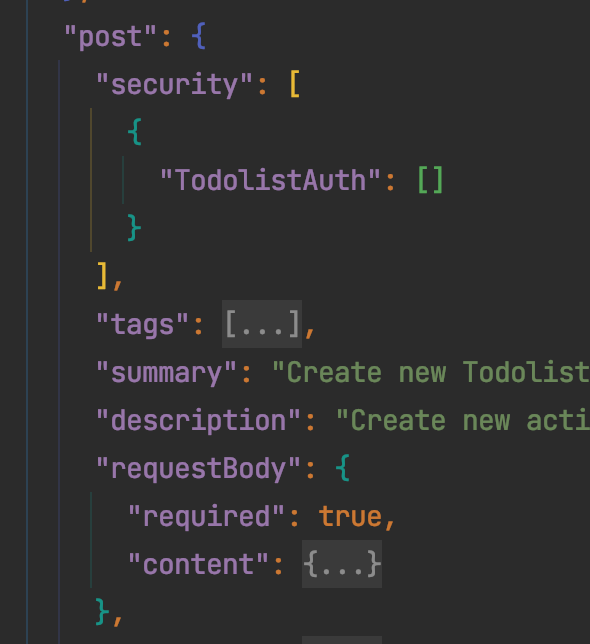 "post": {
"security": [
{
"TodolistAuth": []
}
],
"tags": [...],
"summary": "Create new Todolist
"description": "Create new acti
"requestBody": {
"required": true,
"content": {...}
},